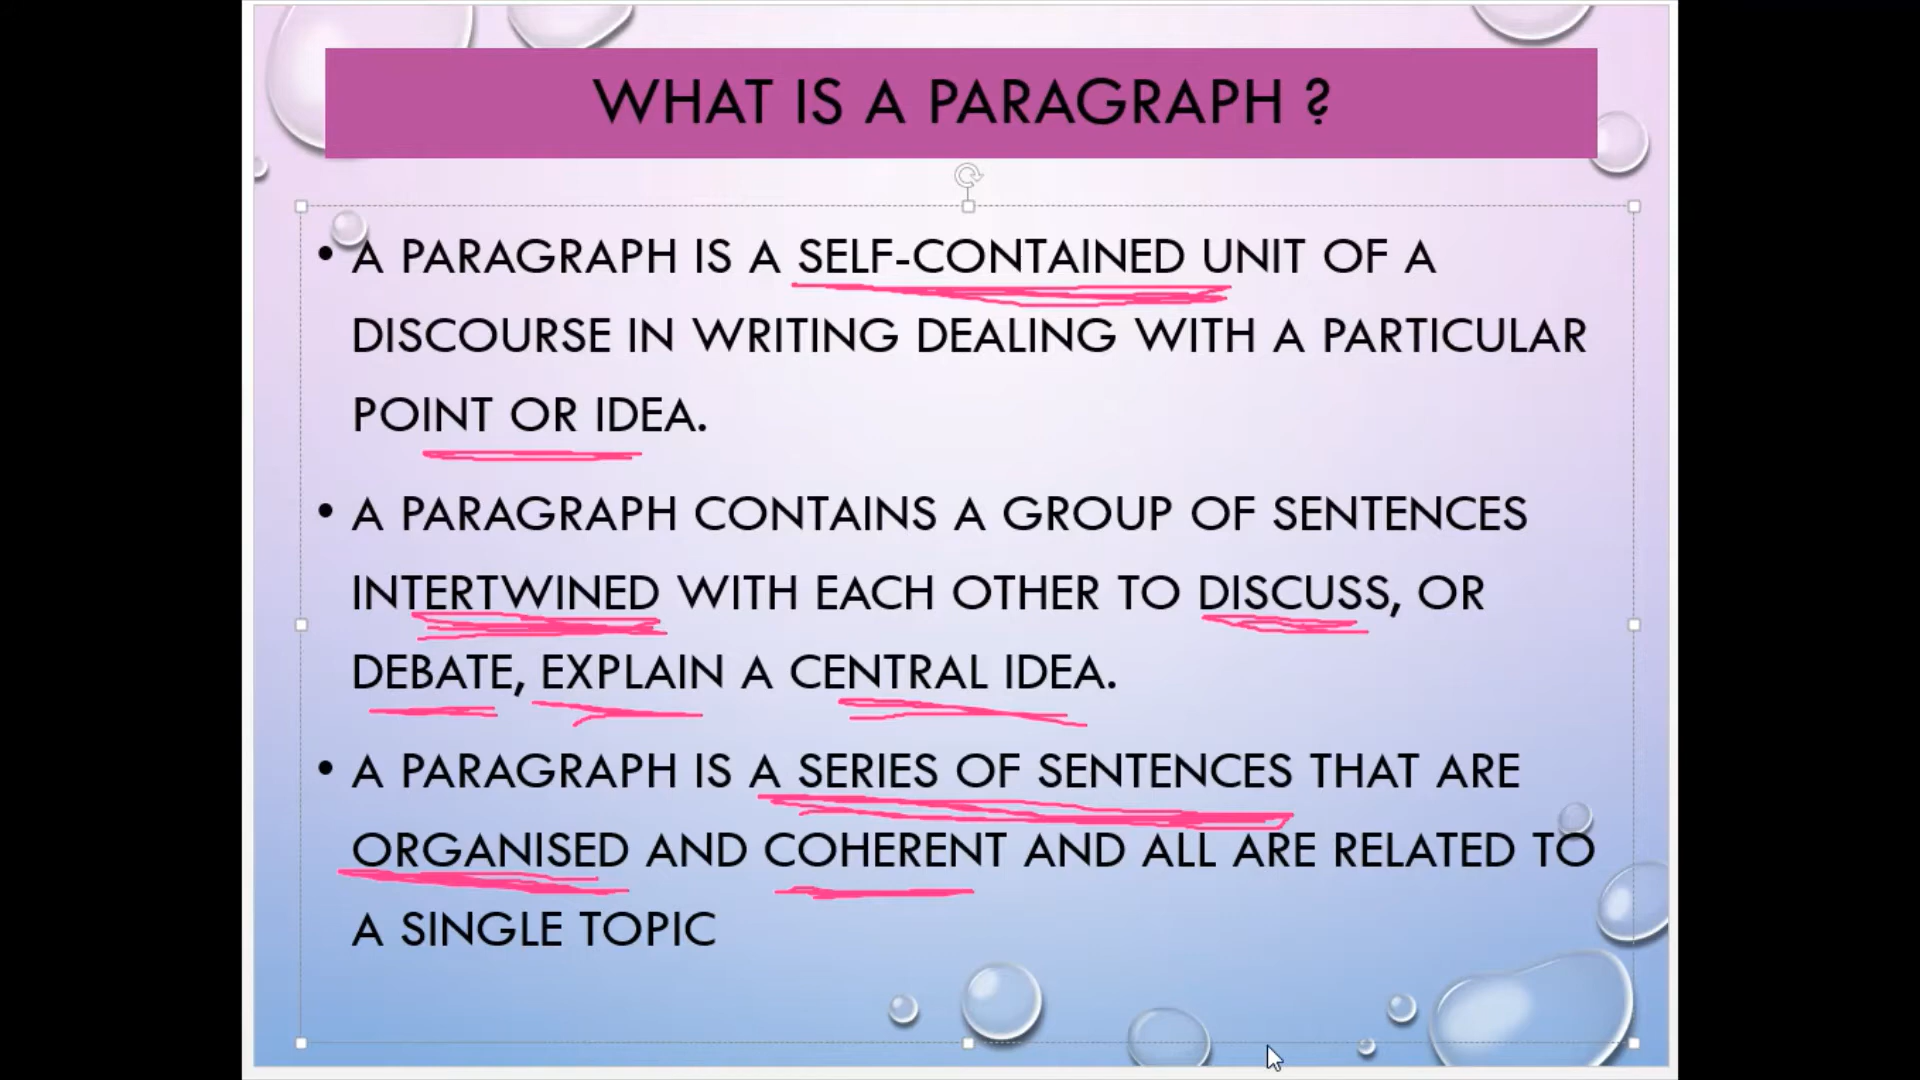 WHAT IS A PARAGRAPH ?
• A PARAGRAPH IS A SELF-CONTAINED UNIT OF A
DISCOURSE IN WRITING DEALING WITH A PARTICULAR
POINT OR IDEA.
• A PARAGRAPH CONTAINS A GROUP OF SENTENCES
INTERTWINED WITH EACH OTHER TO DISCUSS, OR
DEBATE, EXPLAIN A CENTRAL IDEA.
• A PARAGRAPH IS A SERIES OF SENTENCES THAT ARE
ORGANISED AND COHERENT AND ALL ARE RELATED TO
A SINGLE TOPIC